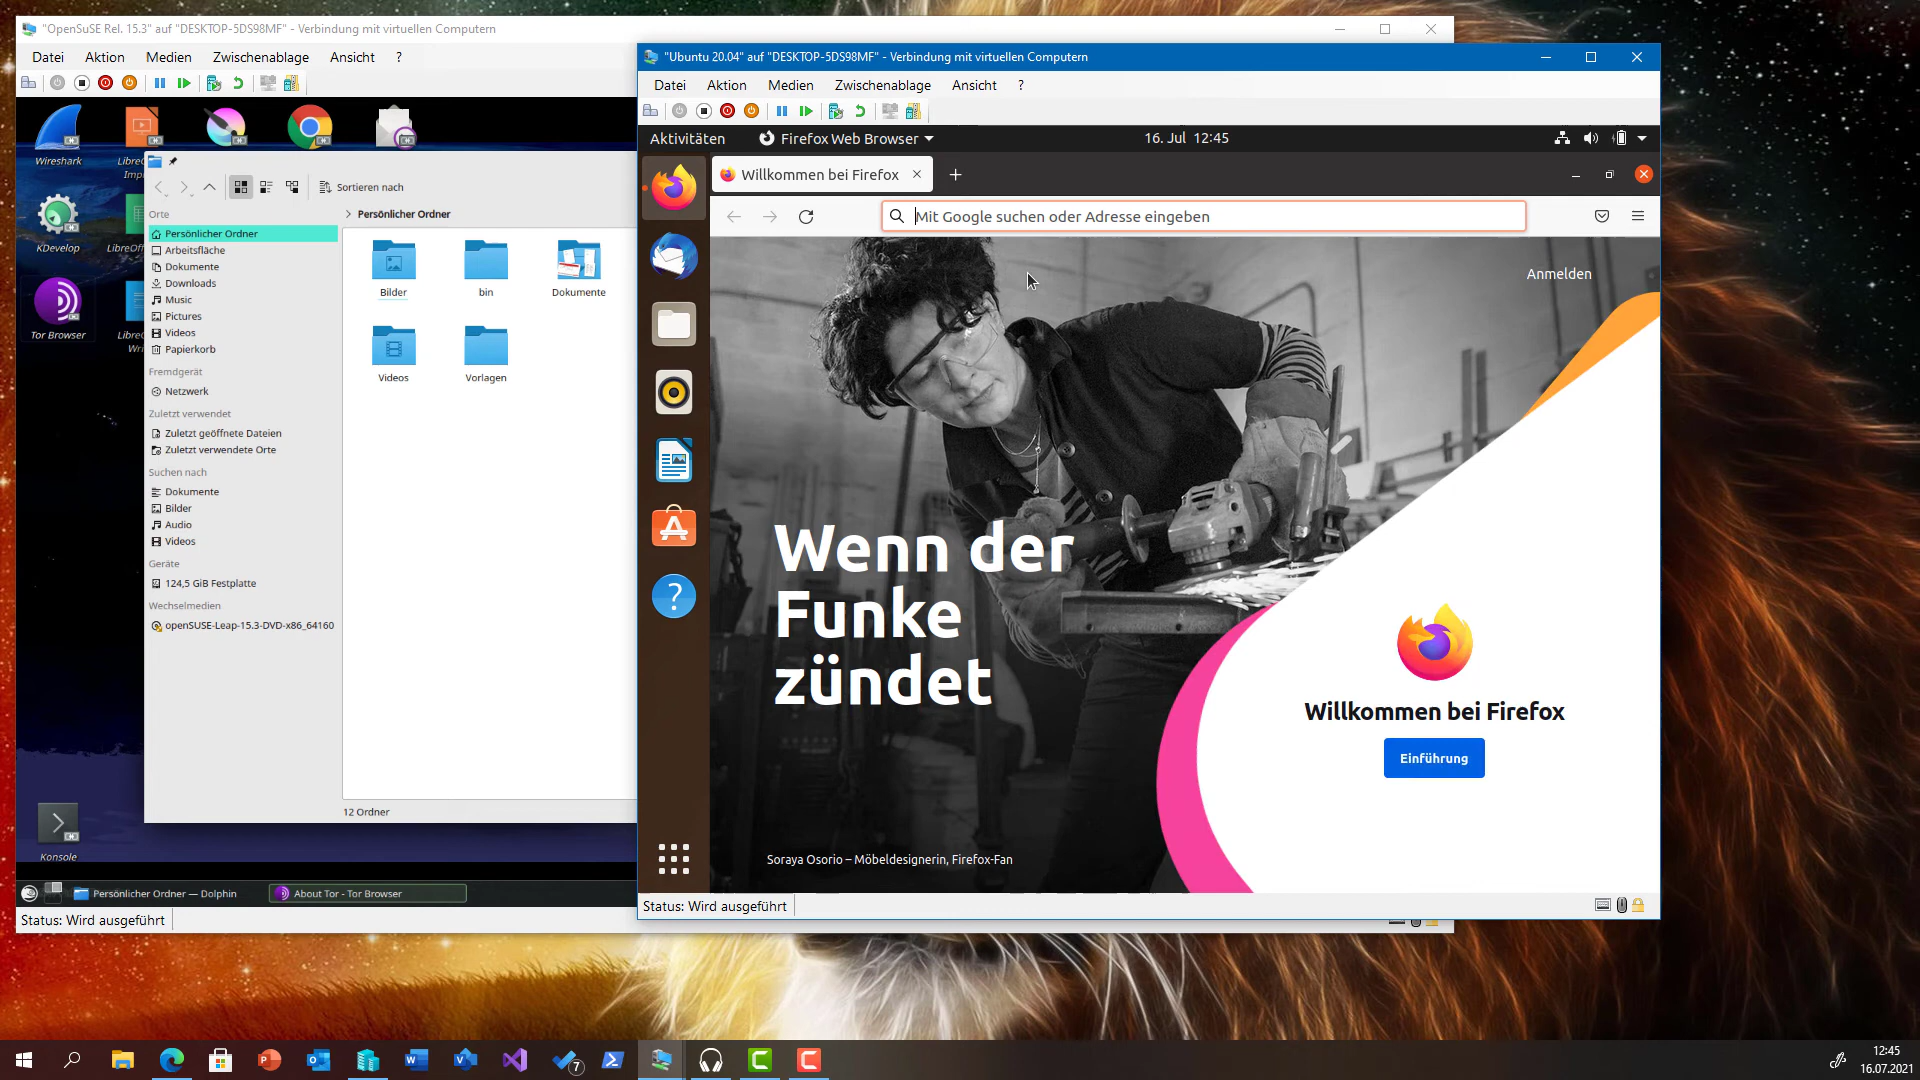 "OpenSuSE Rel. 15.3" auf "DESKTOP-5DS98MF" - Verbindung mit virtuellen Computern
Datei Aktion Medien Zwischenablage Ansicht ?
Wireshark
KDevelop
Tor Browser
Konsole
Sortieren nach
Orte
Persönlicher Ordner
Arbeitsfläche
Dokumente
Downloads
Music
Pictures
Videos
Papierkorb
Fremdgerät
Netzwerk
Zuletzt verwendet
Zuletzt geöffnete Dateien
Zuletzt verwendete Orte
Suchen nach
Dokumente
Bilder
Audio
Videos
Geräte
124,5 GiB Festplatte
Wechselmedien
openSUSE-Leap-15.3-DVD-x86_64160
Persönlicher Ordner
Bilder bin Dokumente
Videos Vorlagen
12 Ordner
Persönlicher Ordner — Dolphin
About Tor - Tor Browser
Status: Wird ausgeführt
"Ubuntu 20.04" auf "DESKTOP-5DS98MF" - Verbindung mit virtuellen Computern
Datei Aktion Medien Zwischenablage Ansicht ?
Aktivitäten Firefox Web Browser 16. Jul 12:45
Willkommen bei Firefox
Mit Google suchen oder Adresse eingeben
Anmelden
Wenn der
Funke
zündet
Willkommen bei Firefox
Einführung
Soraya Osorio – Möbeldesignerin, Firefox-Fan
Status: Wird ausgeführt
7
12:45
16.07.2021